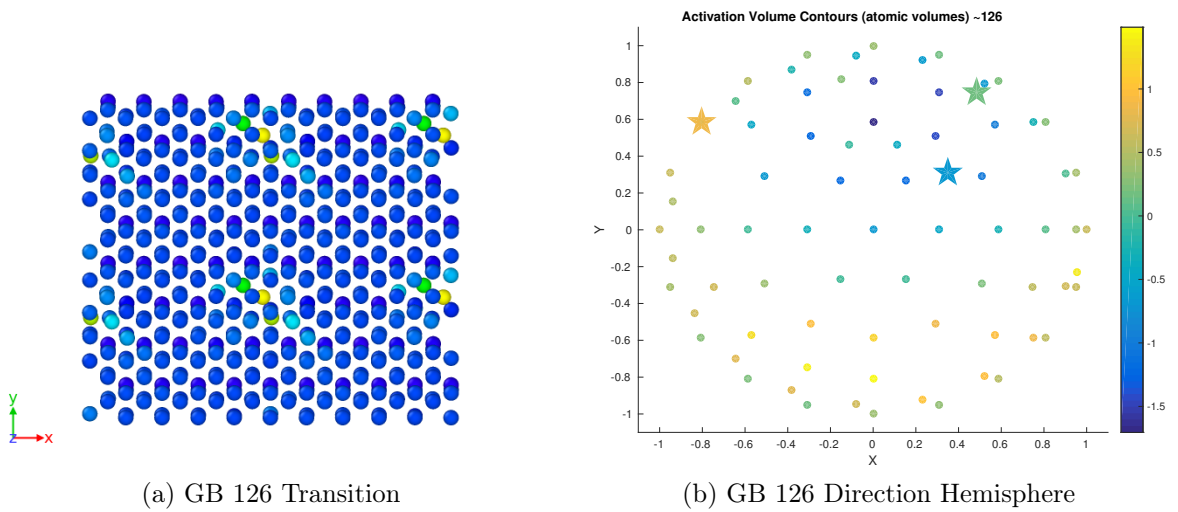 y
z
x
(a) GB 126 Transition
Activation Volume Contours (atomic volumes) ~126
1
0.8
0.6
0.4
0.2
0
-0.2
-0.4
-0.6
-0.8
-1
Y
-1 -0.8 -0.6 -0.4 -0.2 0 0.2 0.4 0.6 0.8 1
X
1
0.5
0
-0.5
-1
-1.5
(b) GB 126 Direction Hemisphere